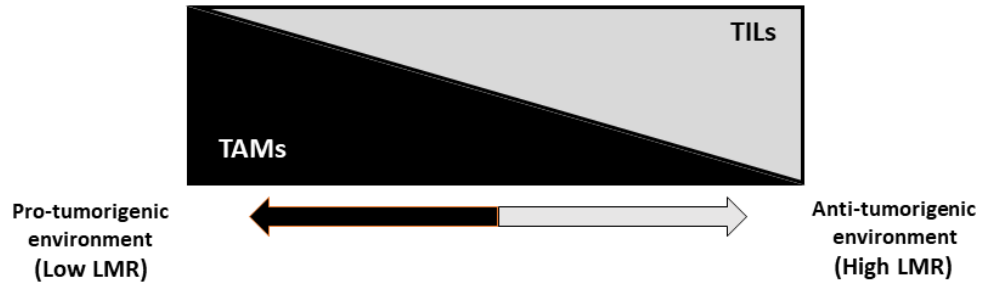 TILs
TAMs
Pro-tumorigenic
environment
(Low LMR)
Anti-tumorigenic
environment
(High LMR)